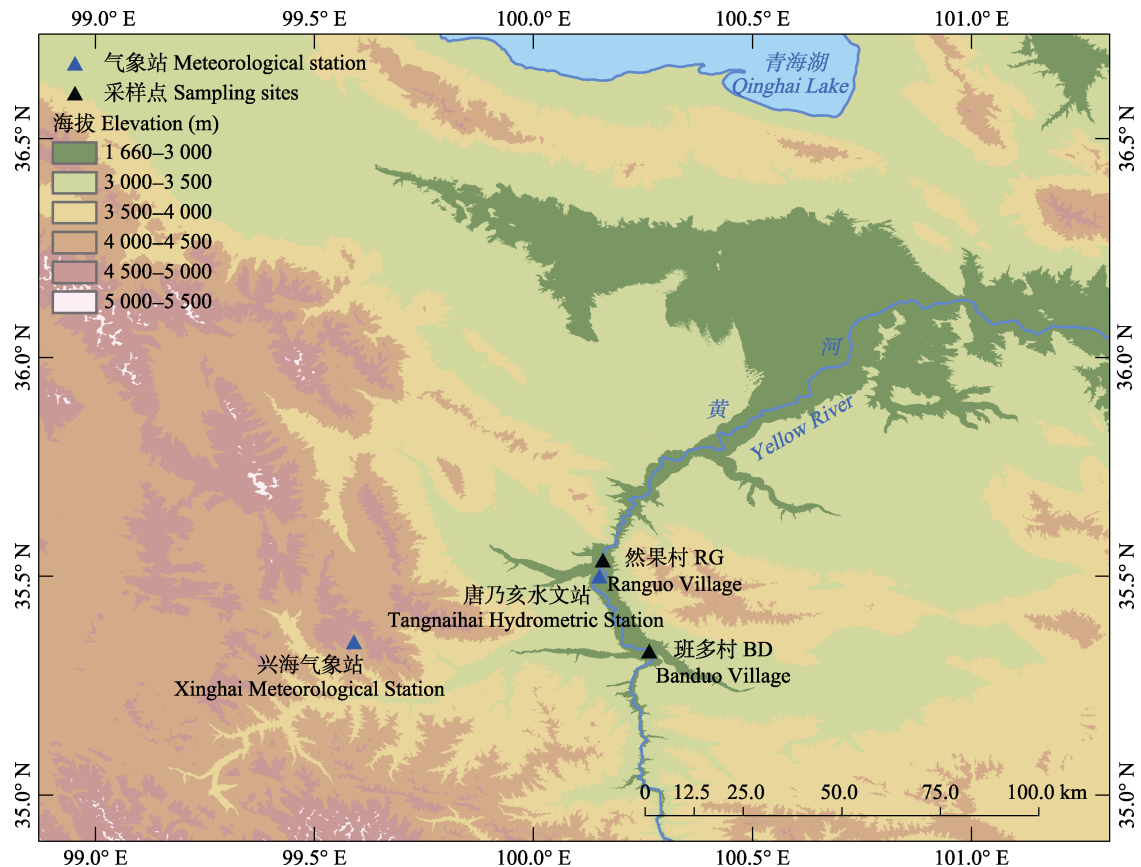 99.0° E 99.5° E 100.0° E 100.5° E 101.0° E
气象站 Meteorological station
采样点 Sampling sites
海拔 Elevation (m)
1 660–3 000
3 000–3 500
3 500–4 000
4 000–4 500
4 500–5 000
5 000–5 500
青海湖
Qinghai Lake
36.5° N
36.5° N
36.0° N
36.0° N
河
黄
Yellow River
35.5° N
35.5° N
然果村 RG
Ranguo Village
唐乃亥水文站
Tangnaihai Hydrometric Station
兴海气象站
Xinghai Meteorological Station
班多村 BD
Banduo Village
35.0° N
35.0° N
0 12.5 25.0 50.0 75.0 100.0 km
99.0° E 99.5° E 100.0° E 100.5° E 101.0° E